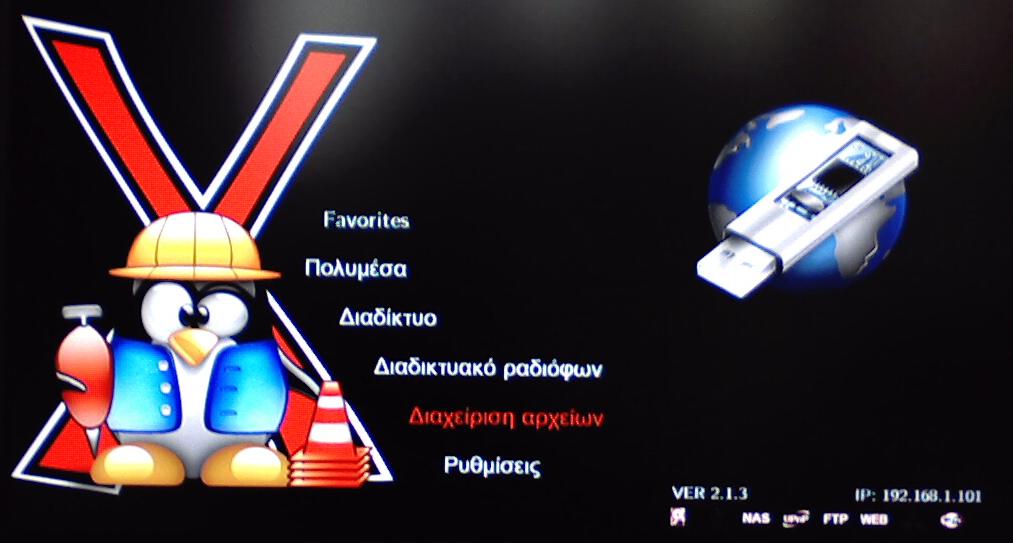 Favorites
Πολυμέσα
Διαδίκτυο
Διαδικτυακό ραδιόφων
Διαχείριση αρχείων
Ρυθμίσεις
VER 2.1.3 IP: 192.168.1.101
NAS UPnP FTP WEB